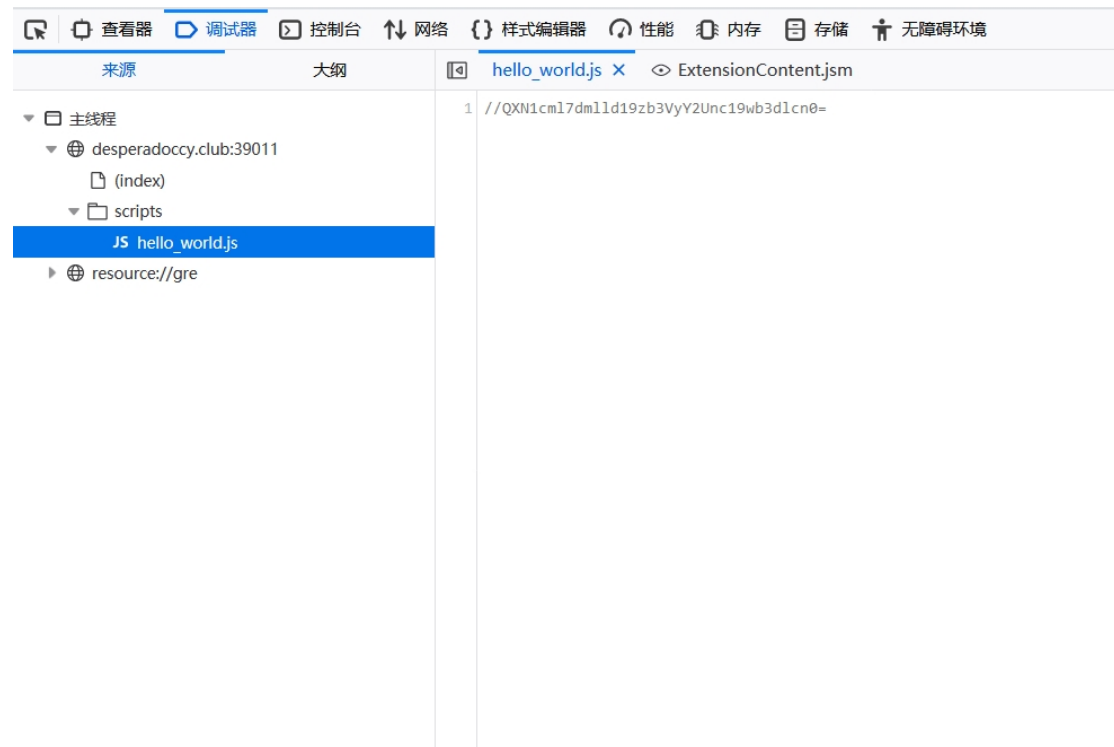 查看器 调试器 控制台 网络 {} 样式编辑器 性能 内存 存储 无障碍环境
来源 大纲 hello_world.js × ExtensionContent.jsm
主线程
desperadoccy.club:39011
(index)
scripts
JS hello_world.js
resource://gre
1 //QXN1cml7dmlld19zb3VyY2Unc19wb3dlcn0=